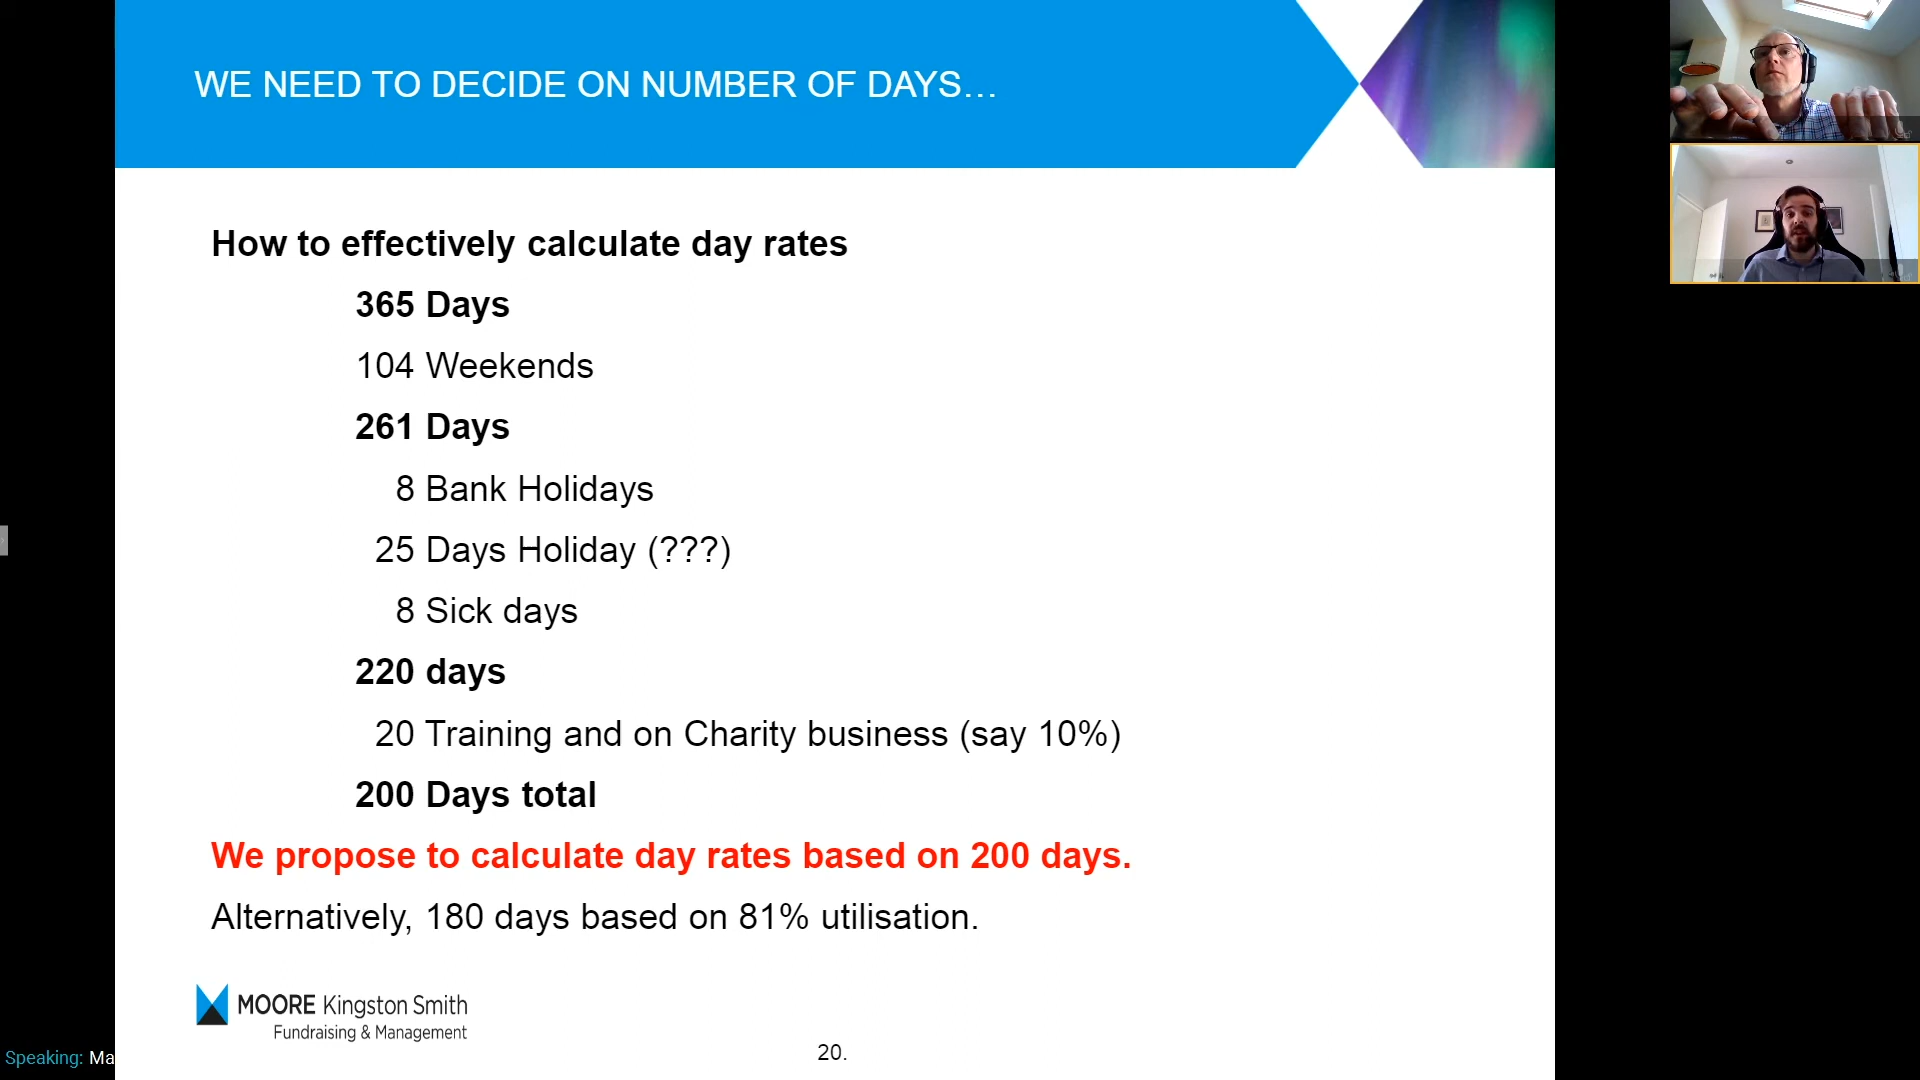 WE NEED TO DECIDE ON NUMBER OF DAYS…
How to effectively calculate day rates
365 Days
104 Weekends
261 Days
8 Bank Holidays
25 Days Holiday (???)
8 Sick days
220 days
20 Training and on Charity business (say 10%)
200 Days total
We propose to calculate day rates based on 200 days.
Alternatively, 180 days based on 81% utilisation.
MOORE Kingston Smith
Fundraising & Management
20.
Speaking: Ma